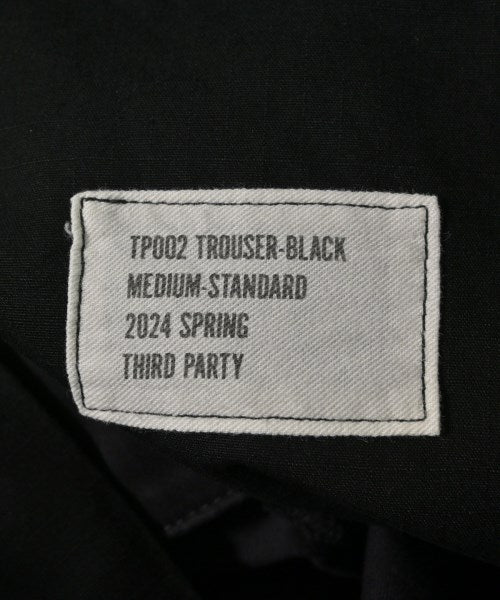 TP002 TROUSER-BLACK
MEDIUM-STANDARD
2024 SPRING
THIRD PARTY